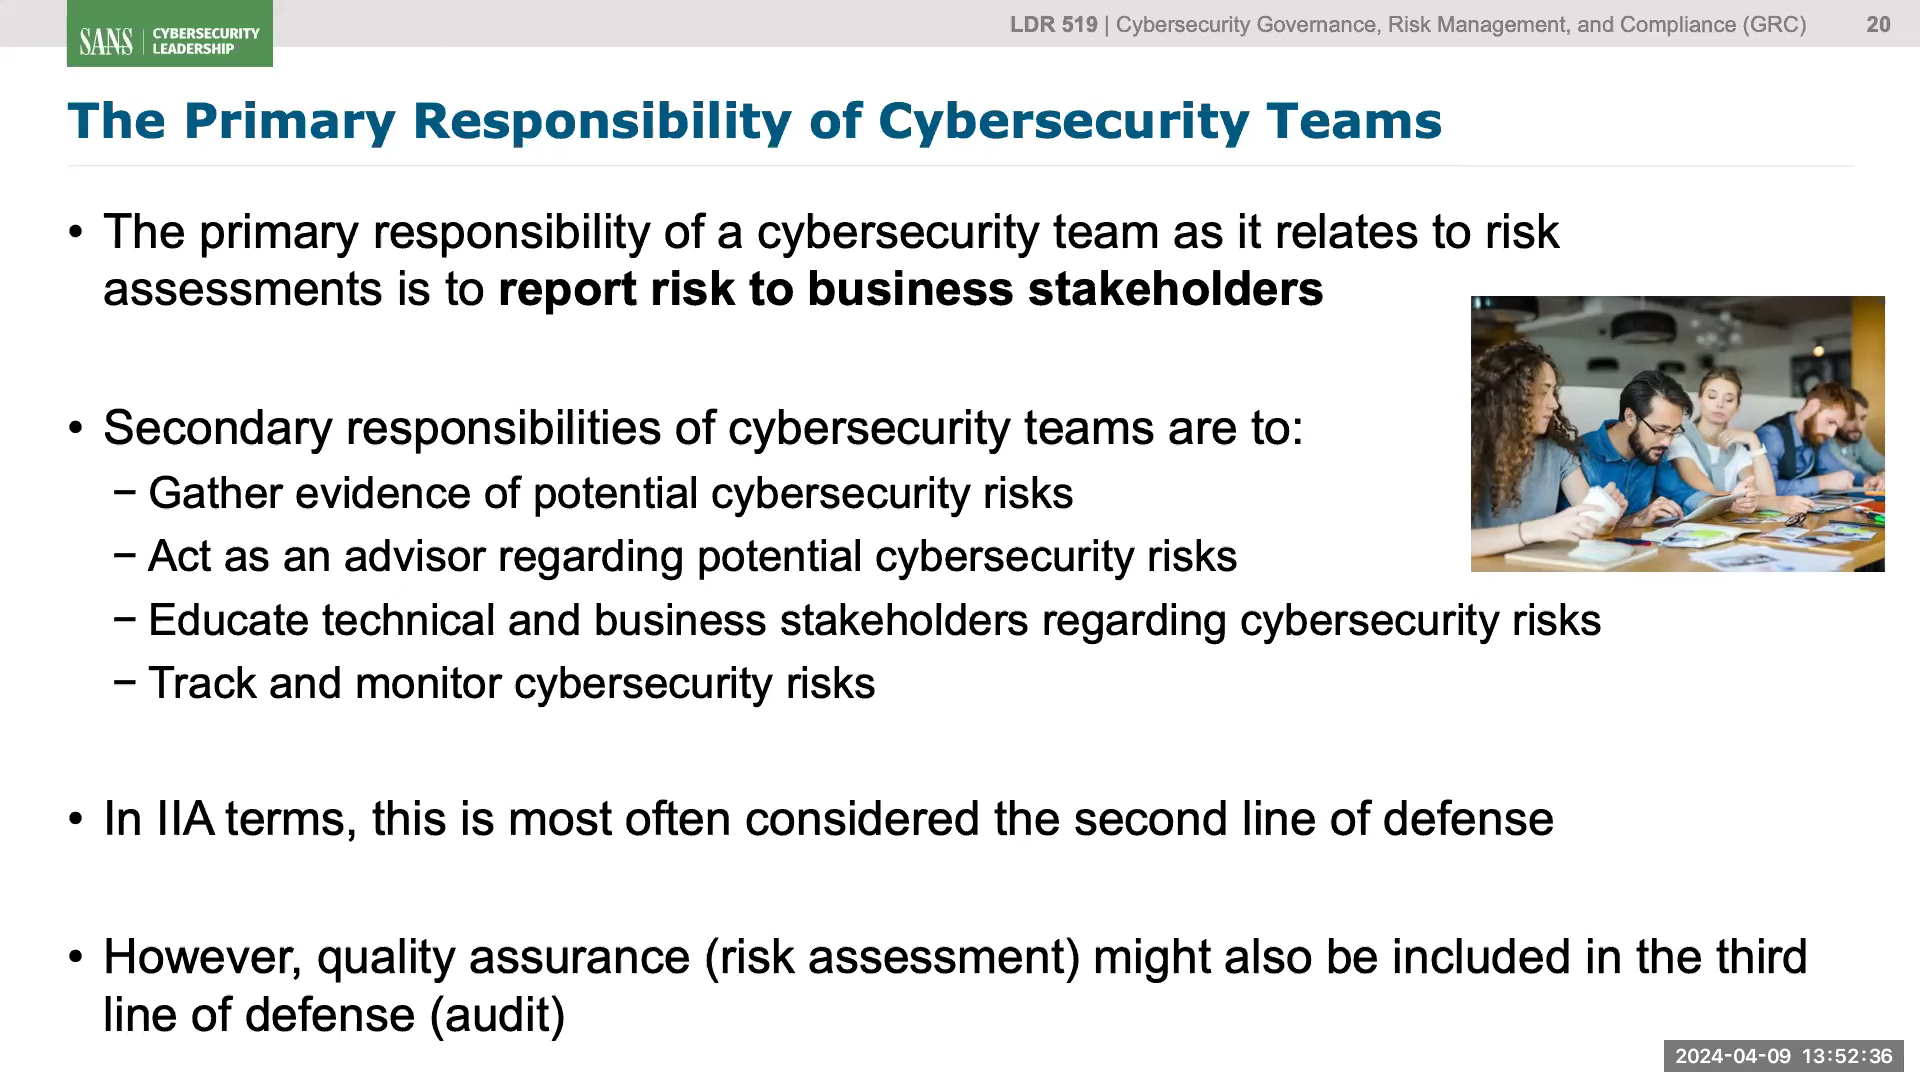 SANS | CYBERSECURITY
LEADERSHIP
LDR 519 | Cybersecurity Governance, Risk Management, and Compliance (GRC) 20
The Primary Responsibility of Cybersecurity Teams
• The primary responsibility of a cybersecurity team as it relates to risk
assessments is to report risk to business stakeholders
• Secondary responsibilities of cybersecurity teams are to:
− Gather evidence of potential cybersecurity risks
− Act as an advisor regarding potential cybersecurity risks
− Educate technical and business stakeholders regarding cybersecurity risks
− Track and monitor cybersecurity risks
• In IIA terms, this is most often considered the second line of defense
• However, quality assurance (risk assessment) might also be included in the third
line of defense (audit)
2024-04-09 13:52:36